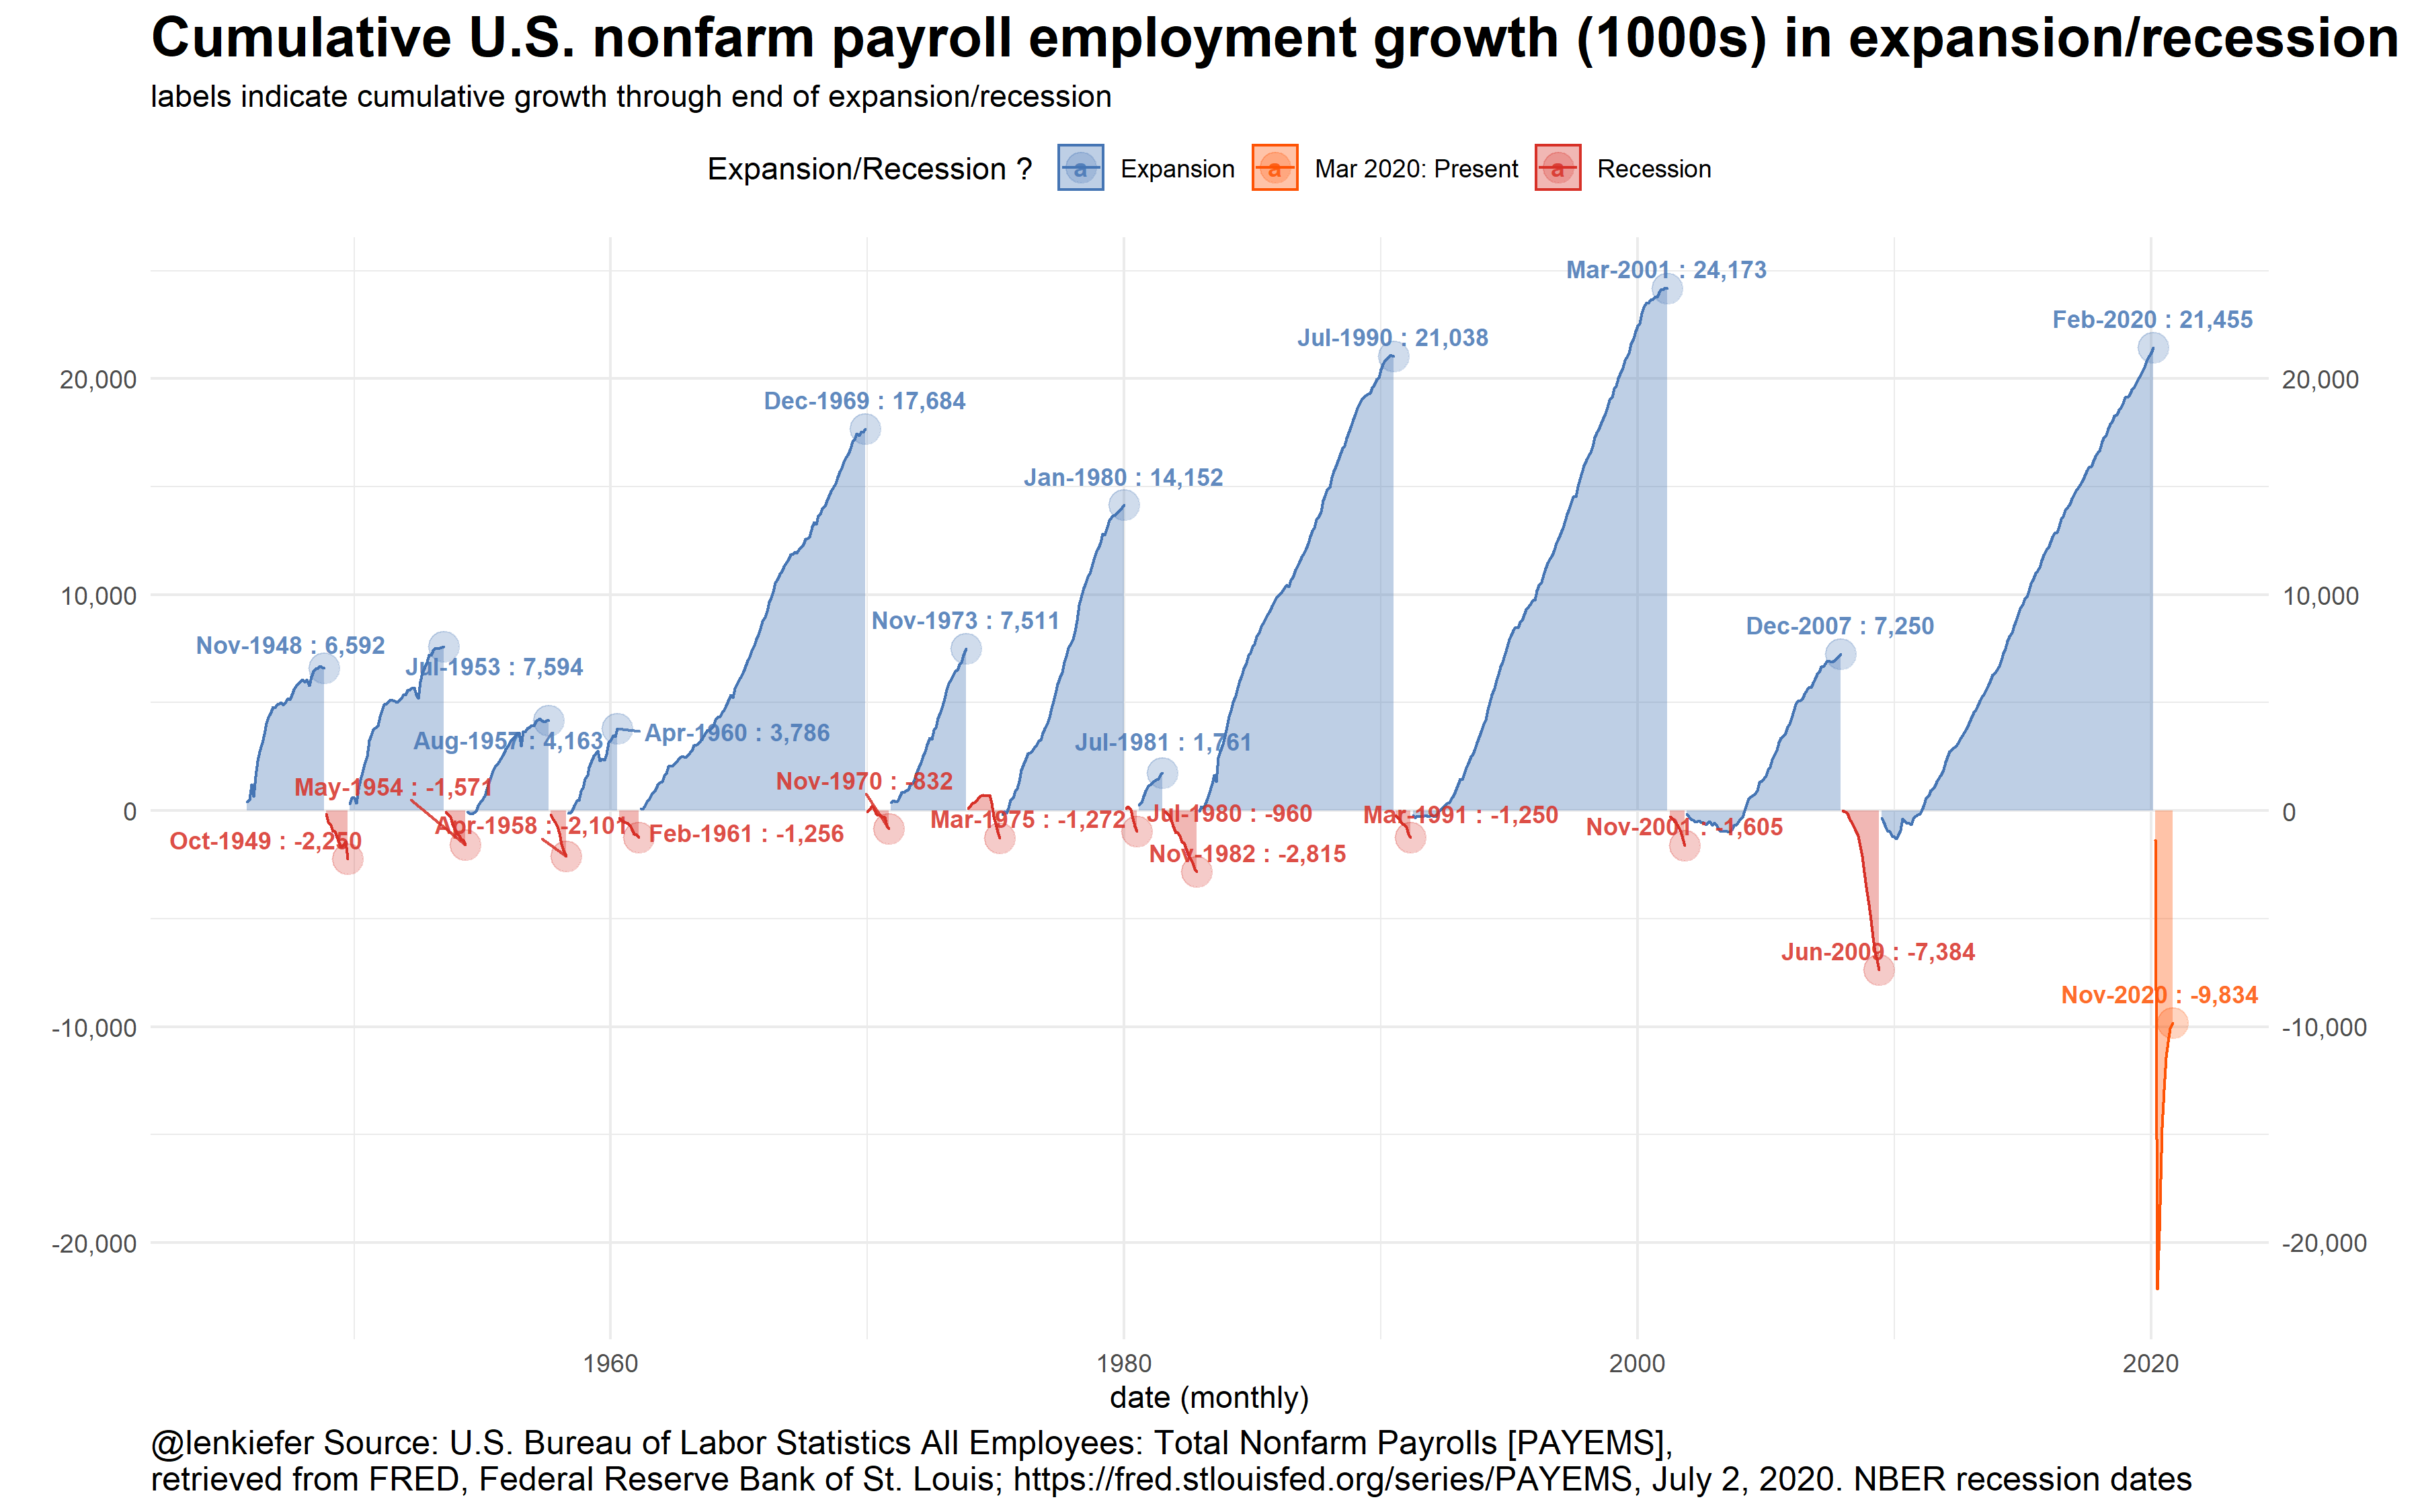 Cumulative U.S. nonfarm payroll employment growth (1000s) in expansion/recession
labels indicate cumulative growth through end of expansion/recession
Expansion/Recession ?
a Expansion
a Mar 2020: Present
a Recession
Mar-2001 : 24,173
Feb-2020 : 21,455
Jul-1990 : 21,038
20,000
20,000
Dec-1969 : 17,684
Jan-1980 : 14,152
10,000
10,000
Nov-1973 : 7,511
Dec-2007 : 7,250
Nov-1948 : 6,592
Jul-1953 : 7,594
Apr-1960 : 3,786
Aug-1957 : 4,163
Jul-1981 : 1,761
Nov-1970 : -832
May-1954 : -1,571
0
0
Jul-1980 : -960
Mar-1991 : -1,250
Mar-1975 : -1,272
Apr-1958 : -2,101
Nov-2001 : -1,605
Feb-1961 : -1,256
Oct-1949 : -2,250
Nov-1982 : -2,815
Jun-2009 : -7,384
Nov-2020 : -9,834
-10,000
-10,000
-20,000
-20,000
1960
1980
2000
2020
date (monthly)
@lenkiefer Source: U.S. Bureau of Labor Statistics All Employees: Total Nonfarm Payrolls [PAYEMS],
retrieved from FRED, Federal Reserve Bank of St. Louis; https://fred.stlouisfed.org/series/PAYEMS, July 2, 2020. NBER recession dates